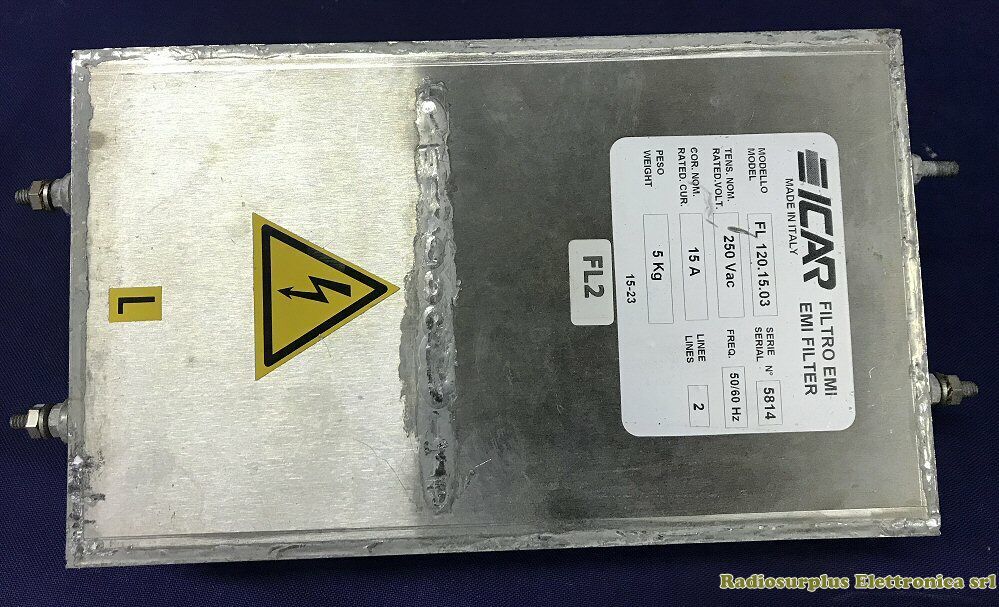 ICAR FILTRO EMI
MADE IN ITALY EMI FILTER
MODELLO SERIE N°
MODEL FL 120.15.03 SERIAL 5814
TENS. NOM.
RATED.VOLT. 250 Vac FREQ. 50/60 Hz
COR. NOM. LINEE
RATED. CUR. 15 A LINES 2
PESO
WEIGHT 5 Kg
15-23
FL2
L
Radiosurplus Elettronica srl